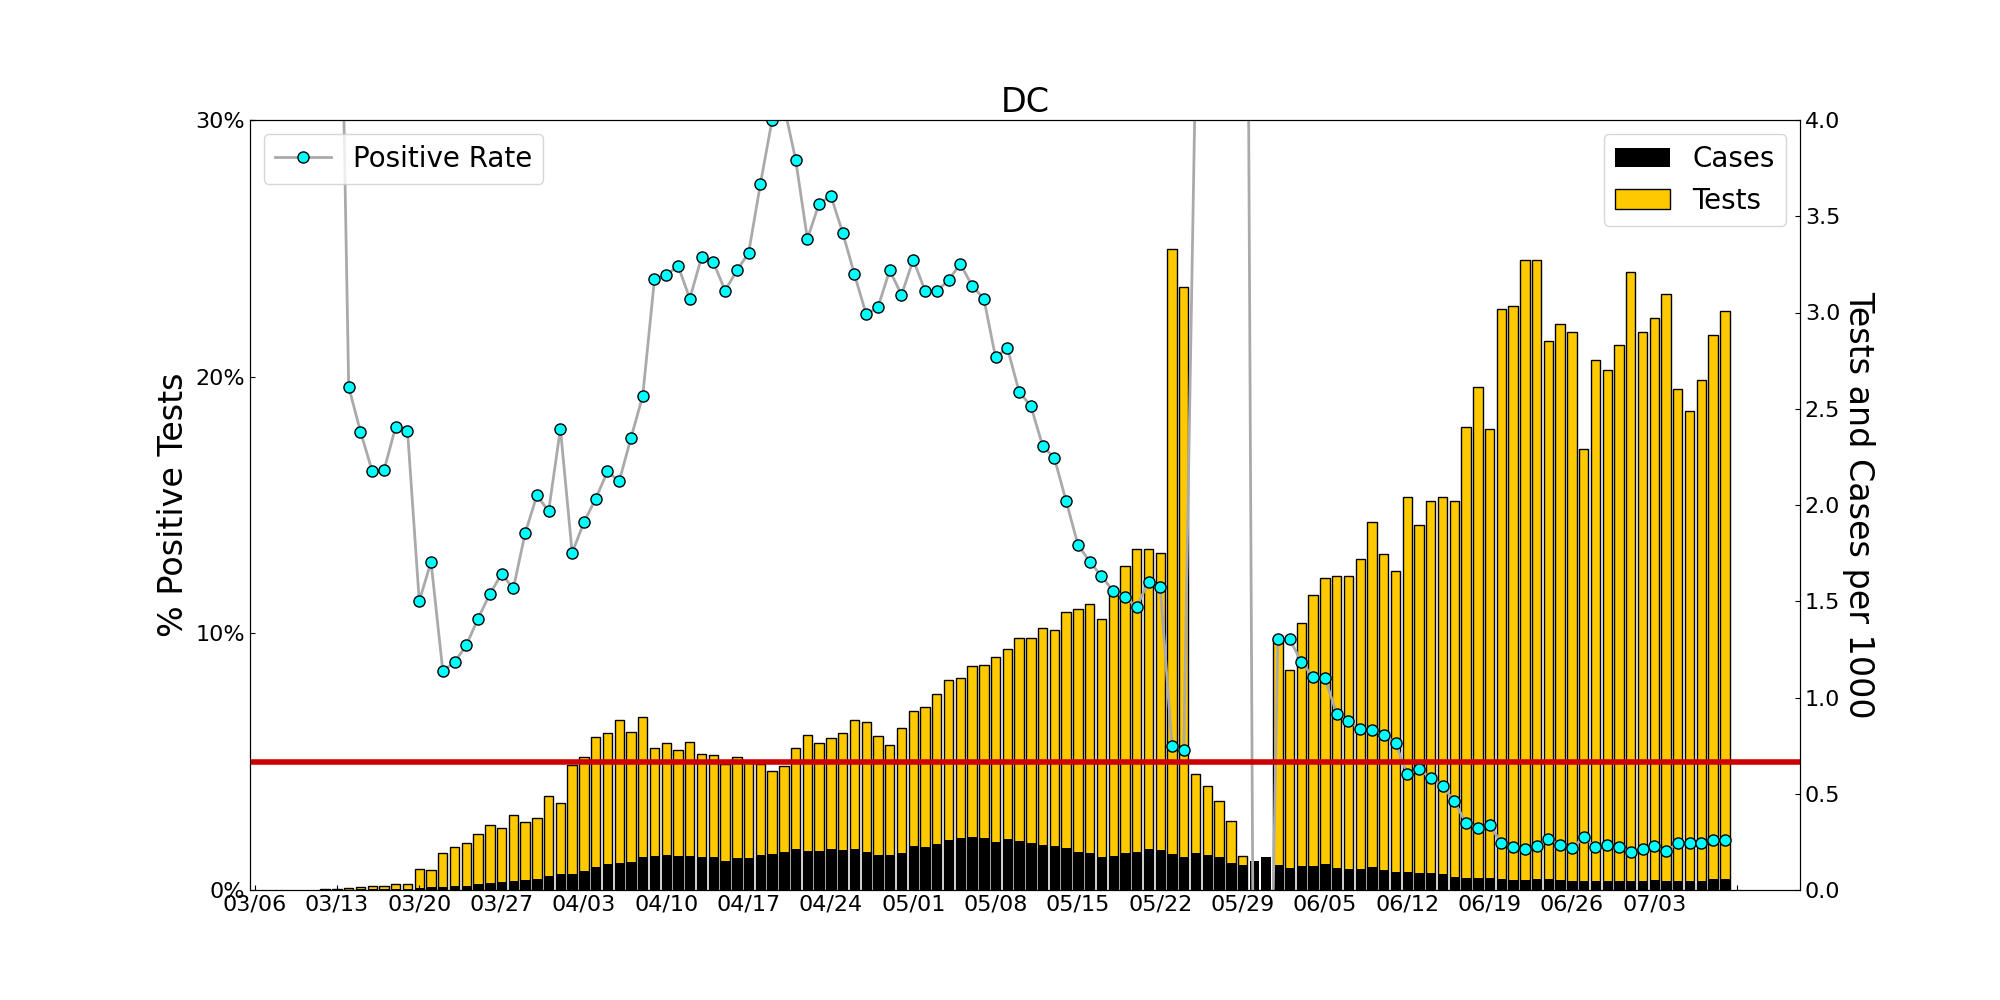 DC
30%
20%
10%
0%
% Positive Tests
Positive Rate
Cases
Tests
4.0
3.5
3.0
2.5
2.0
1.5
1.0
0.5
0.0
Tests and Cases per 1000
03/06 03/13 03/20 03/27 04/03 04/10 04/17 04/24 05/01 05/08 05/15 05/22 05/29 06/05 06/12 06/19 06/26 07/03